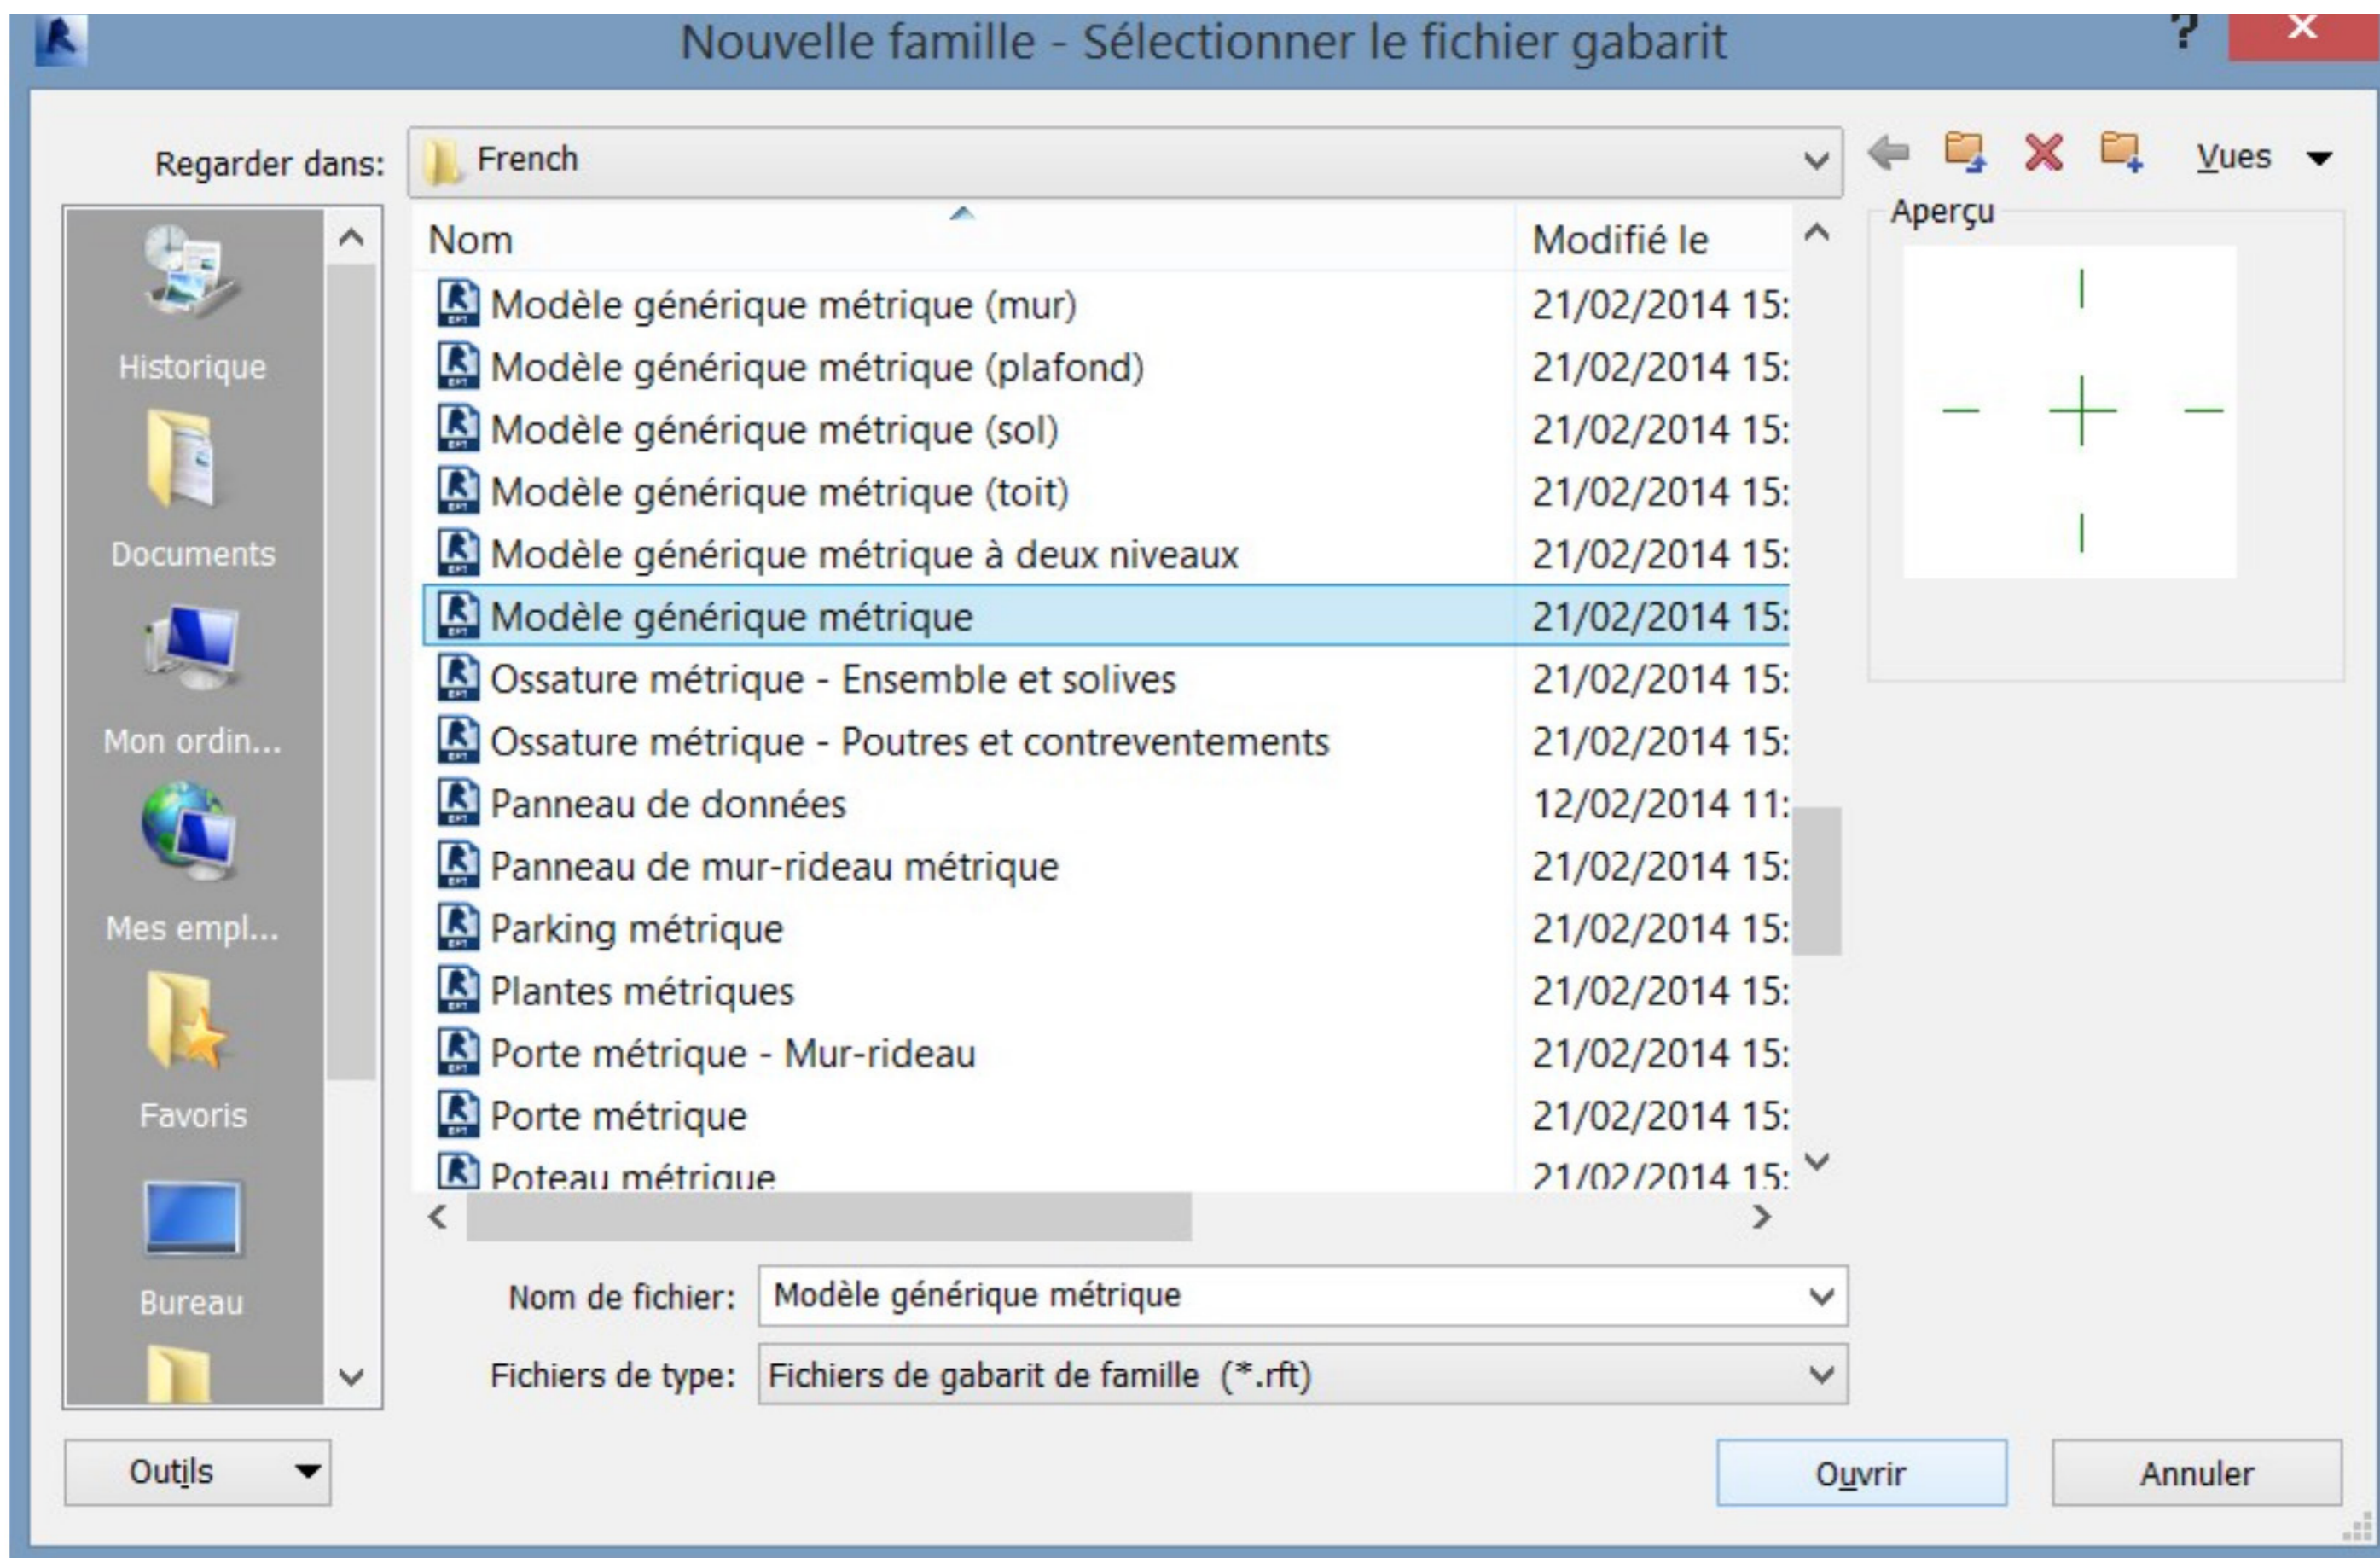 Nouvelle famille - Sélectionner le fichier gabarit
?
Regarder dans:
French
Vues
Nom
Modifié le
Aperçu
Modèle générique métrique (mur) 21/02/2014 15:
Modèle générique métrique (plafond) 21/02/2014 15:
Modèle générique métrique (sol) 21/02/2014 15:
Modèle générique métrique (toit) 21/02/2014 15:
Modèle générique métrique à deux niveaux 21/02/2014 15:
Modèle générique métrique 21/02/2014 15:
Ossature métrique - Ensemble et solives 21/02/2014 15:
Ossature métrique - Poutres et contreventements 21/02/2014 15:
Panneau de données 12/02/2014 11:
Panneau de mur-rideau métrique 21/02/2014 15:
Parking métrique 21/02/2014 15:
Plantes métriques 21/02/2014 15:
Porte métrique - Mur-rideau 21/02/2014 15:
Porte métrique 21/02/2014 15:
Poteau métrique 21/02/2014 15:
Historique
Documents
Mon ordin...
Mes empl...
Favoris
Bureau
Nom de fichier: Modèle générique métrique
Fichiers de type: Fichiers de gabarit de famille (*.rft)
Outils
Ouvrir
Annuler